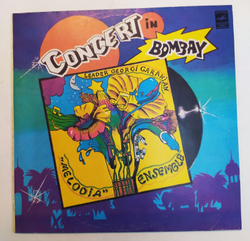 CONCERT in
BOMBAY
LEADER GEORGI GARANIAN
"MELODIA" ENSEMBLE